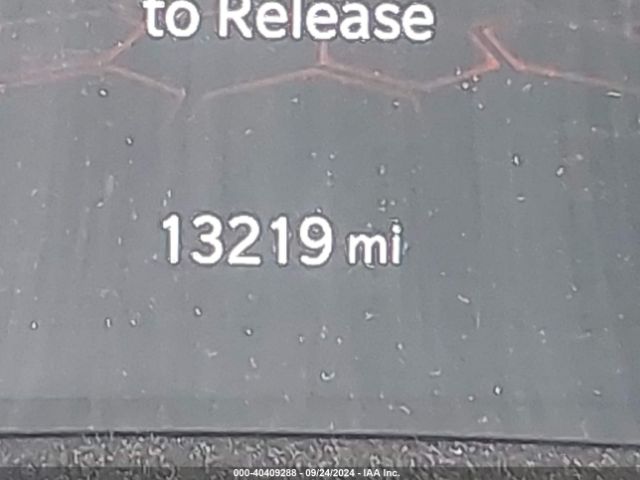 to Release
13219 mi
000-40409288 - 09/24/2024 - IAA Inc.